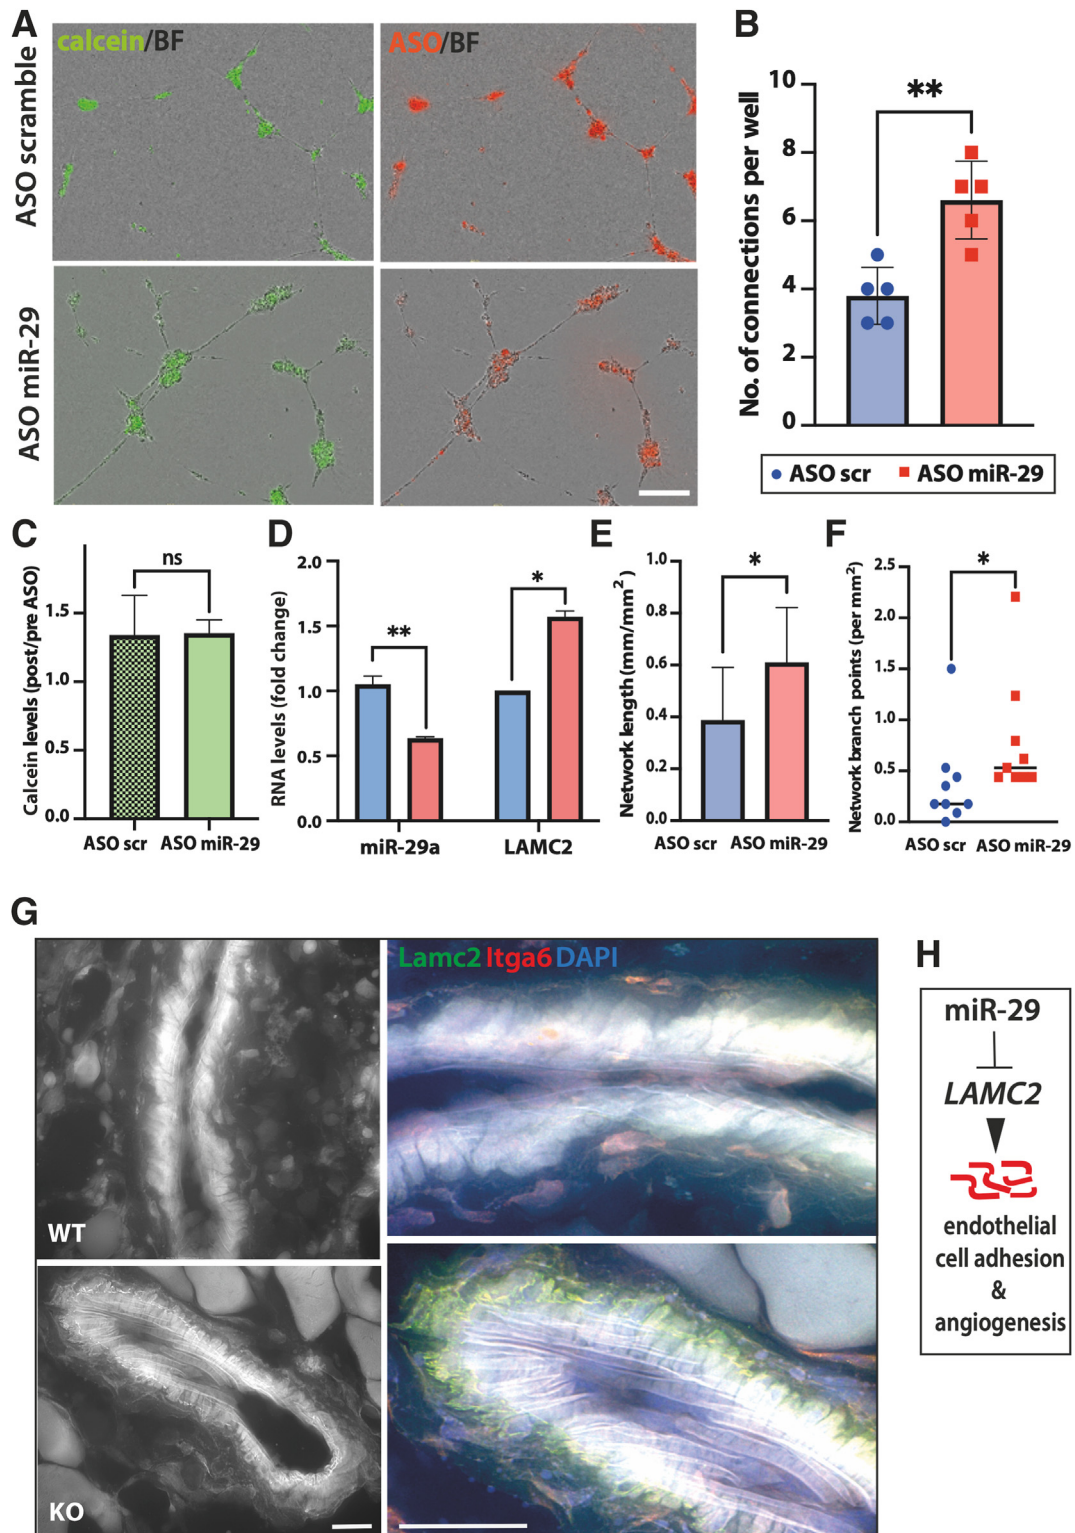 A
calcein/BF
ASO/BF
ASO scramble
ASO miR-29
B
**
No. of connections per well
10
8
6
4
2
0
ASO scr
ASO miR-29
C
ns
Calcein levels (post/pre ASO)
1.5
1.0
0.5
0.0
ASO scr
ASO miR-29
D
**
*
RNA levels (fold change)
2.0
1.5
1.0
0.5
0.0
miR-29a
LAMC2
E
*
Network length (mm/mm²)
1.0
0.8
0.6
0.4
0.2
0.0
ASO scr
ASO miR-29
F
*
Network branch points (per mm²)
2.5
2.0
1.5
1.0
0.5
0.0
ASO scr
ASO miR-29
G
Lamc2 Itga6 DAPI
WT
KO
H
miR-29
LAMC2
endothelial
cell adhesion
&
angiogenesis